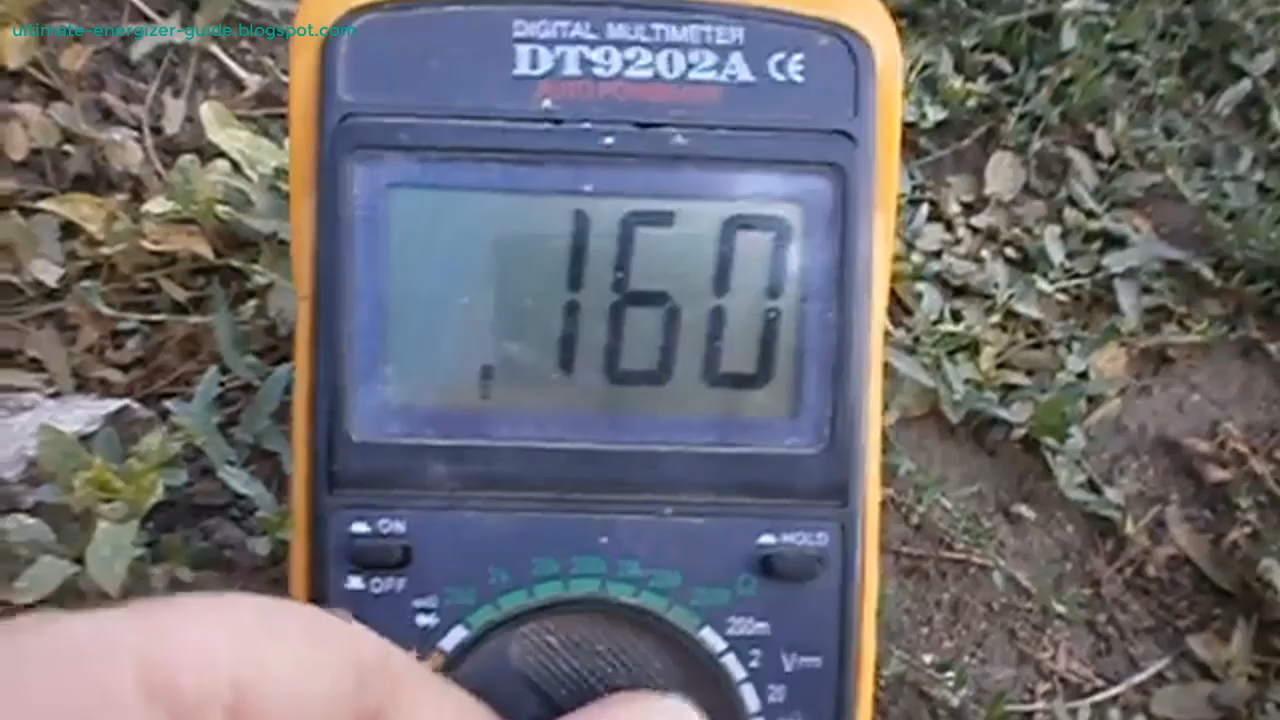 ultimate-energizer-guide.blogspot.com
DIGITAL MULTIMETER
DT9202A CE
.160
ON
HOLD
OFF
200m
2 V
20